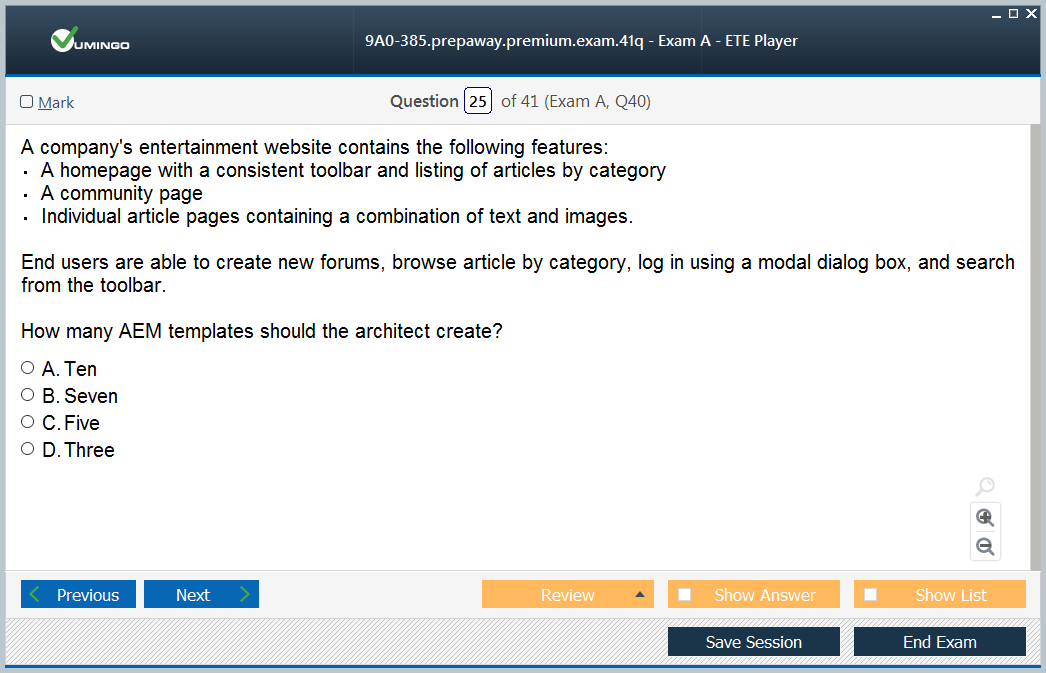 VUMINGO
9A0-385.prepaway.premium.exam.41q - Exam A - ETE Player
Mark
Question 25 of 41 (Exam A, Q40)
A company's entertainment website contains the following features:
· A homepage with a consistent toolbar and listing of articles by category
· A community page
· Individual article pages containing a combination of text and images.
End users are able to create new forums, browse article by category, log in using a modal dialog box, and search
from the toolbar.
How many AEM templates should the architect create?
A. Ten
B. Seven
C. Five
D. Three
Previous
Next
Review
Show Answer
Show List
Save Session
End Exam